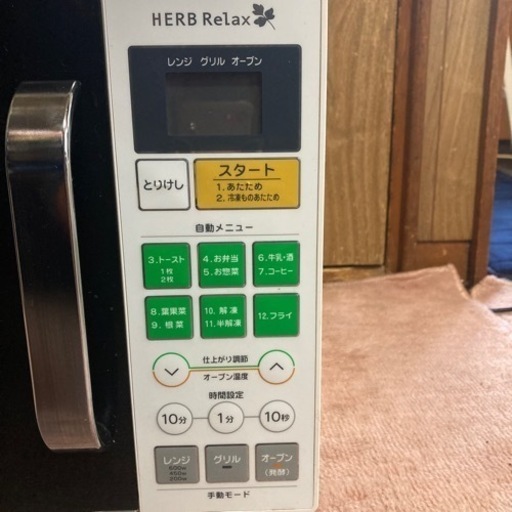 HERB Relax
レンジ グリル オーブン
とりけし
スタート
1.あたため
2.冷凍ものあたため
自動メニュー
3.トースト
1枚
2枚
4.お弁当
5.お惣菜
6.牛乳・酒
7.コーヒー
8.葉果菜
9.根菜
10.解凍
11.半解凍
12.フライ
仕上がり調節
オーブン温度
時間設定
10分
1分
10秒
レンジ
600W
450W
200W
グリル
オーブン
(発酵)
手動モード